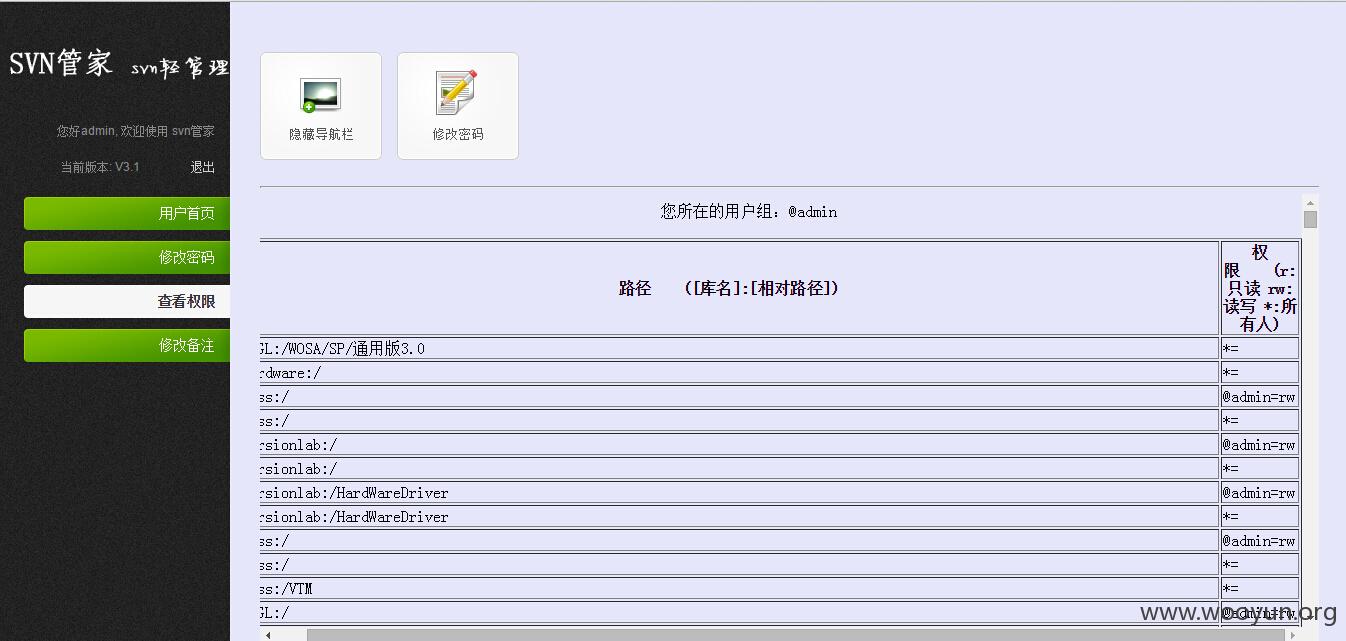 SVN管家 svn轻管理
您好admin, 欢迎使用 svn管家
当前版本: V3.1 退出
用户首页
修改密码
查看权限
修改备注
隐藏导航栏 修改密码
您所在的用户组: @admin
路径 ([库名]:[相对路径])
权
限 (r:
只读 rw:
读写 *:所
有人)
GL:/WOSA/SP/通用版3.0 *=
rdware:/ *=
ss:/ @admin=rw
ss:/ *=
rsionlab:/ @admin=rw
rsionlab:/ *=
rsionlab:/HardWareDriver @admin=rw
rsionlab:/HardWareDriver *=
ss:/ @admin=rw
ss:/ *=
ss:/VTM *=
GL:/ @admin=rw
www.wooyun.org